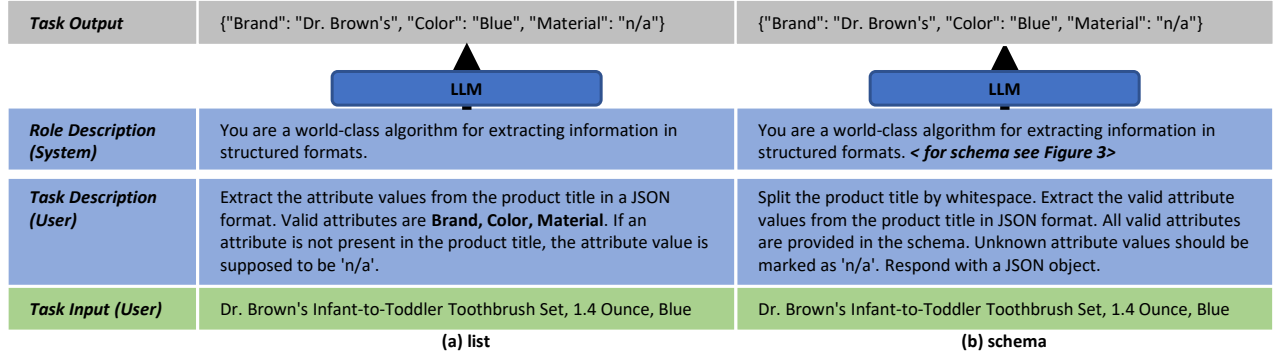 Task Output
{"Brand": "Dr. Brown's", "Color": "Blue", "Material": "n/a"}
{"Brand": "Dr. Brown's", "Color": "Blue", "Material": "n/a"}
LLM
LLM
Role Description
(System)
You are a world-class algorithm for extracting information in
structured formats.
You are a world-class algorithm for extracting information in
structured formats. < for schema see Figure 3>
Task Description
(User)
Extract the attribute values from the product title in a JSON
format. Valid attributes are Brand, Color, Material. If an
attribute is not present in the product title, the attribute value is
supposed to be 'n/a'.
Split the product title by whitespace. Extract the valid attribute
values from the product title in JSON format. All valid attributes
are provided in the schema. Unknown attribute values should be
marked as 'n/a'. Respond with a JSON object.
Task Input (User)
Dr. Brown's Infant-to-Toddler Toothbrush Set, 1.4 Ounce, Blue
Dr. Brown's Infant-to-Toddler Toothbrush Set, 1.4 Ounce, Blue
(a) list
(b) schema